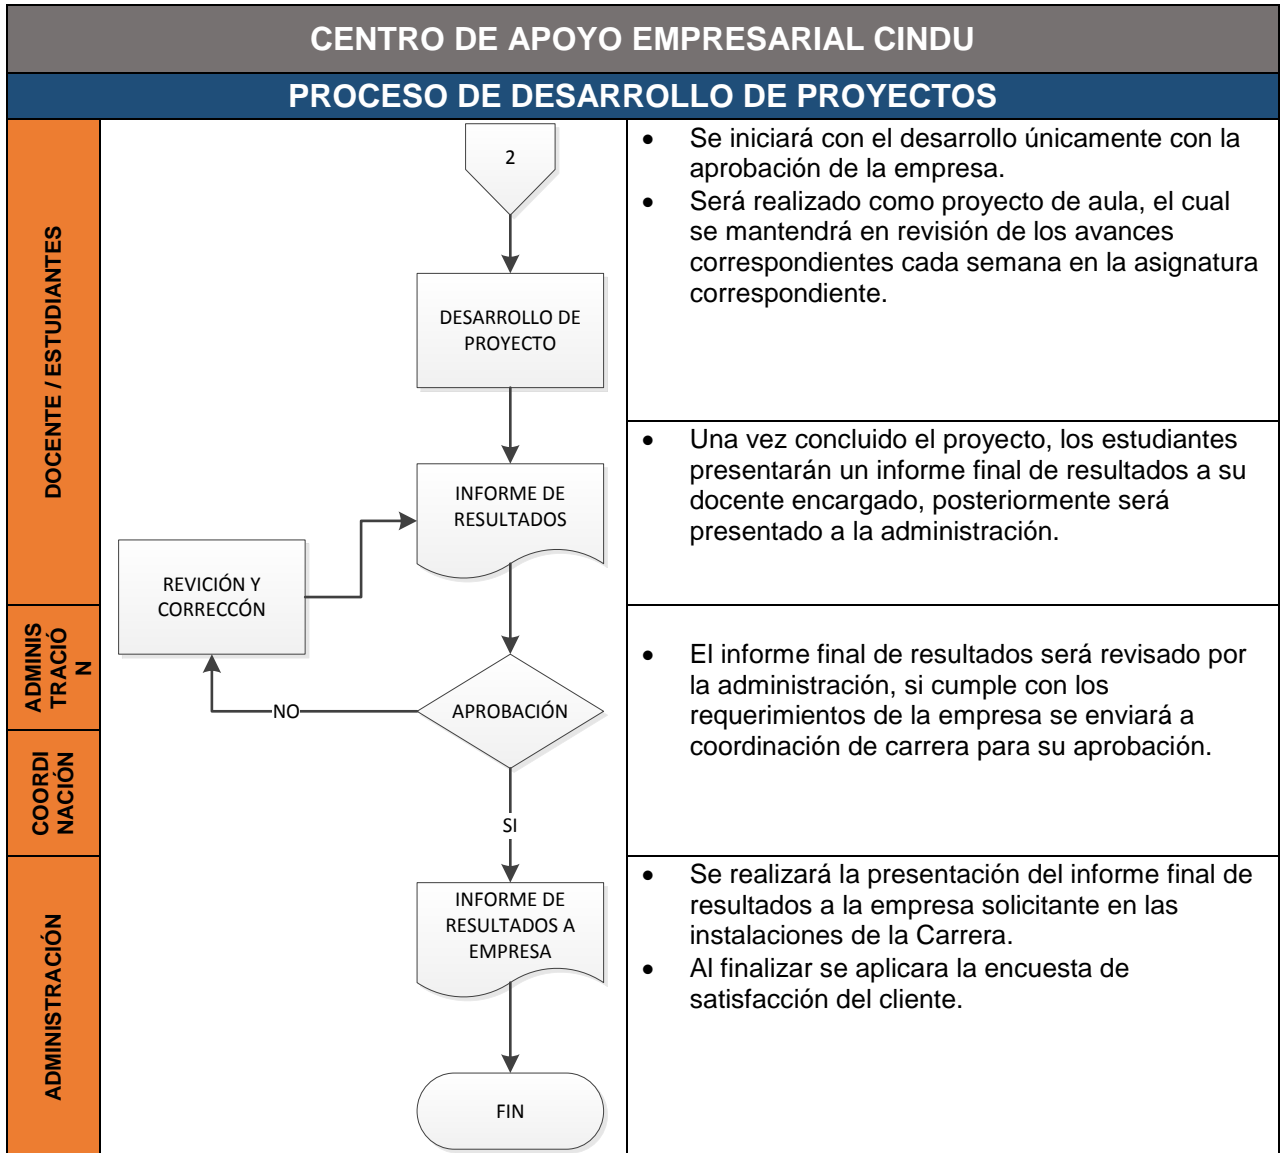 CENTRO DE APOYO EMPRESARIAL CINDU
PROCESO DE DESARROLLO DE PROYECTOS
DOCENTE / ESTUDIANTES
2
DESARROLLO DE
PROYECTO
• Se iniciará con el desarrollo únicamente con la
aprobación de la empresa.
• Será realizado como proyecto de aula, el cual
se mantendrá en revisión de los avances
correspondientes cada semana en la asignatura
correspondiente.
INFORME DE
RESULTADOS
REVICIÓN Y
CORRECCÓN
• Una vez concluido el proyecto, los estudiantes
presentarán un informe final de resultados a su
docente encargado, posteriormente será
presentado a la administración.
ADMINIS
TRACIÓ
N
COORDI
NACIÓN
NO
APROBACIÓN
SI
• El informe final de resultados será revisado por
la administración, si cumple con los
requerimientos de la empresa se enviará a
coordinación de carrera para su aprobación.
ADMINISTRACIÓN
INFORME DE
RESULTADOS A
EMPRESA
FIN
• Se realizará la presentación del informe final de
resultados a la empresa solicitante en las
instalaciones de la Carrera.
• Al finalizar se aplicara la encuesta de
satisfacción del cliente.